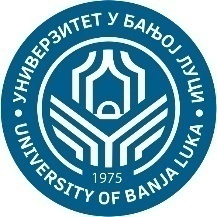 УНИВЕРЗИТЕТ У БАЊОЈ ЛУЦИ
1975
UNIVERSITY OF BANJA LUKA